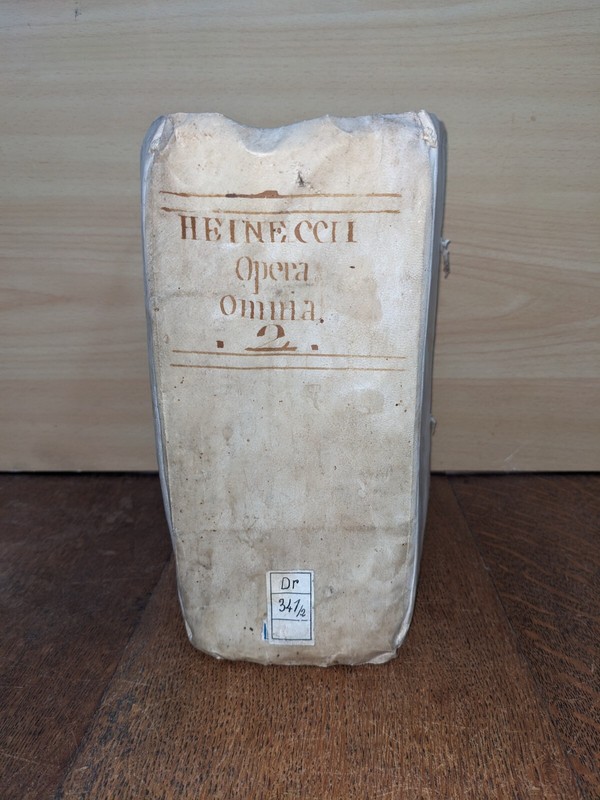 HEINECCII
Opera
Omnia.
. 2 .
Dr
341/2